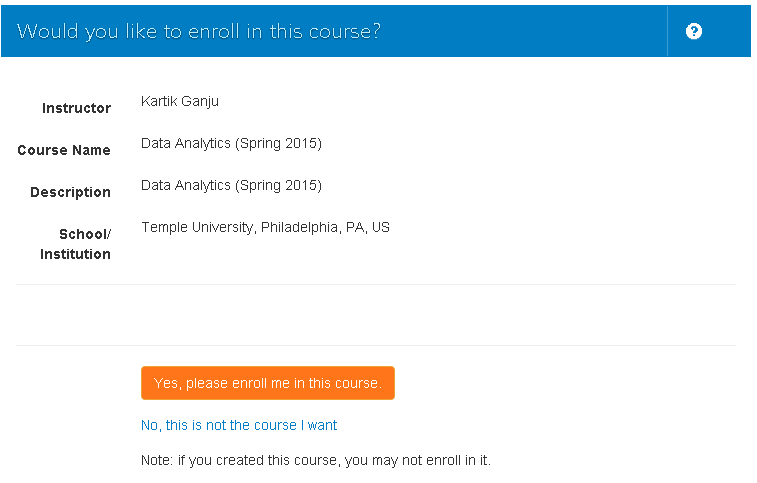 Would you like to enroll in this course?
?
Instructor Kartik Ganju
Course Name Data Analytics (Spring 2015)
Description Data Analytics (Spring 2015)
School/ Temple University, Philadelphia, PA, US
Institution
Yes, please enroll me in this course.
No, this is not the course I want
Note: if you created this course, you may not enroll in it.